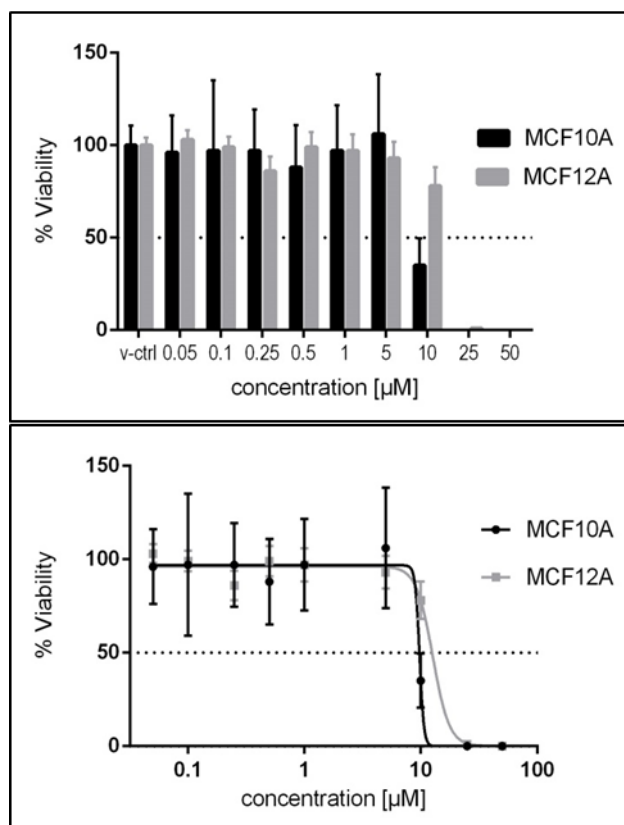 150
100
50
0
% Viability
MCF10A
MCF12A
v-ctrl 0.05 0.1 0.25 0.5 1 5 10 25 50
concentration [µM]
150
100
50
0
% Viability
MCF10A
MCF12A
0.1 1 10 100
concentration [µM]